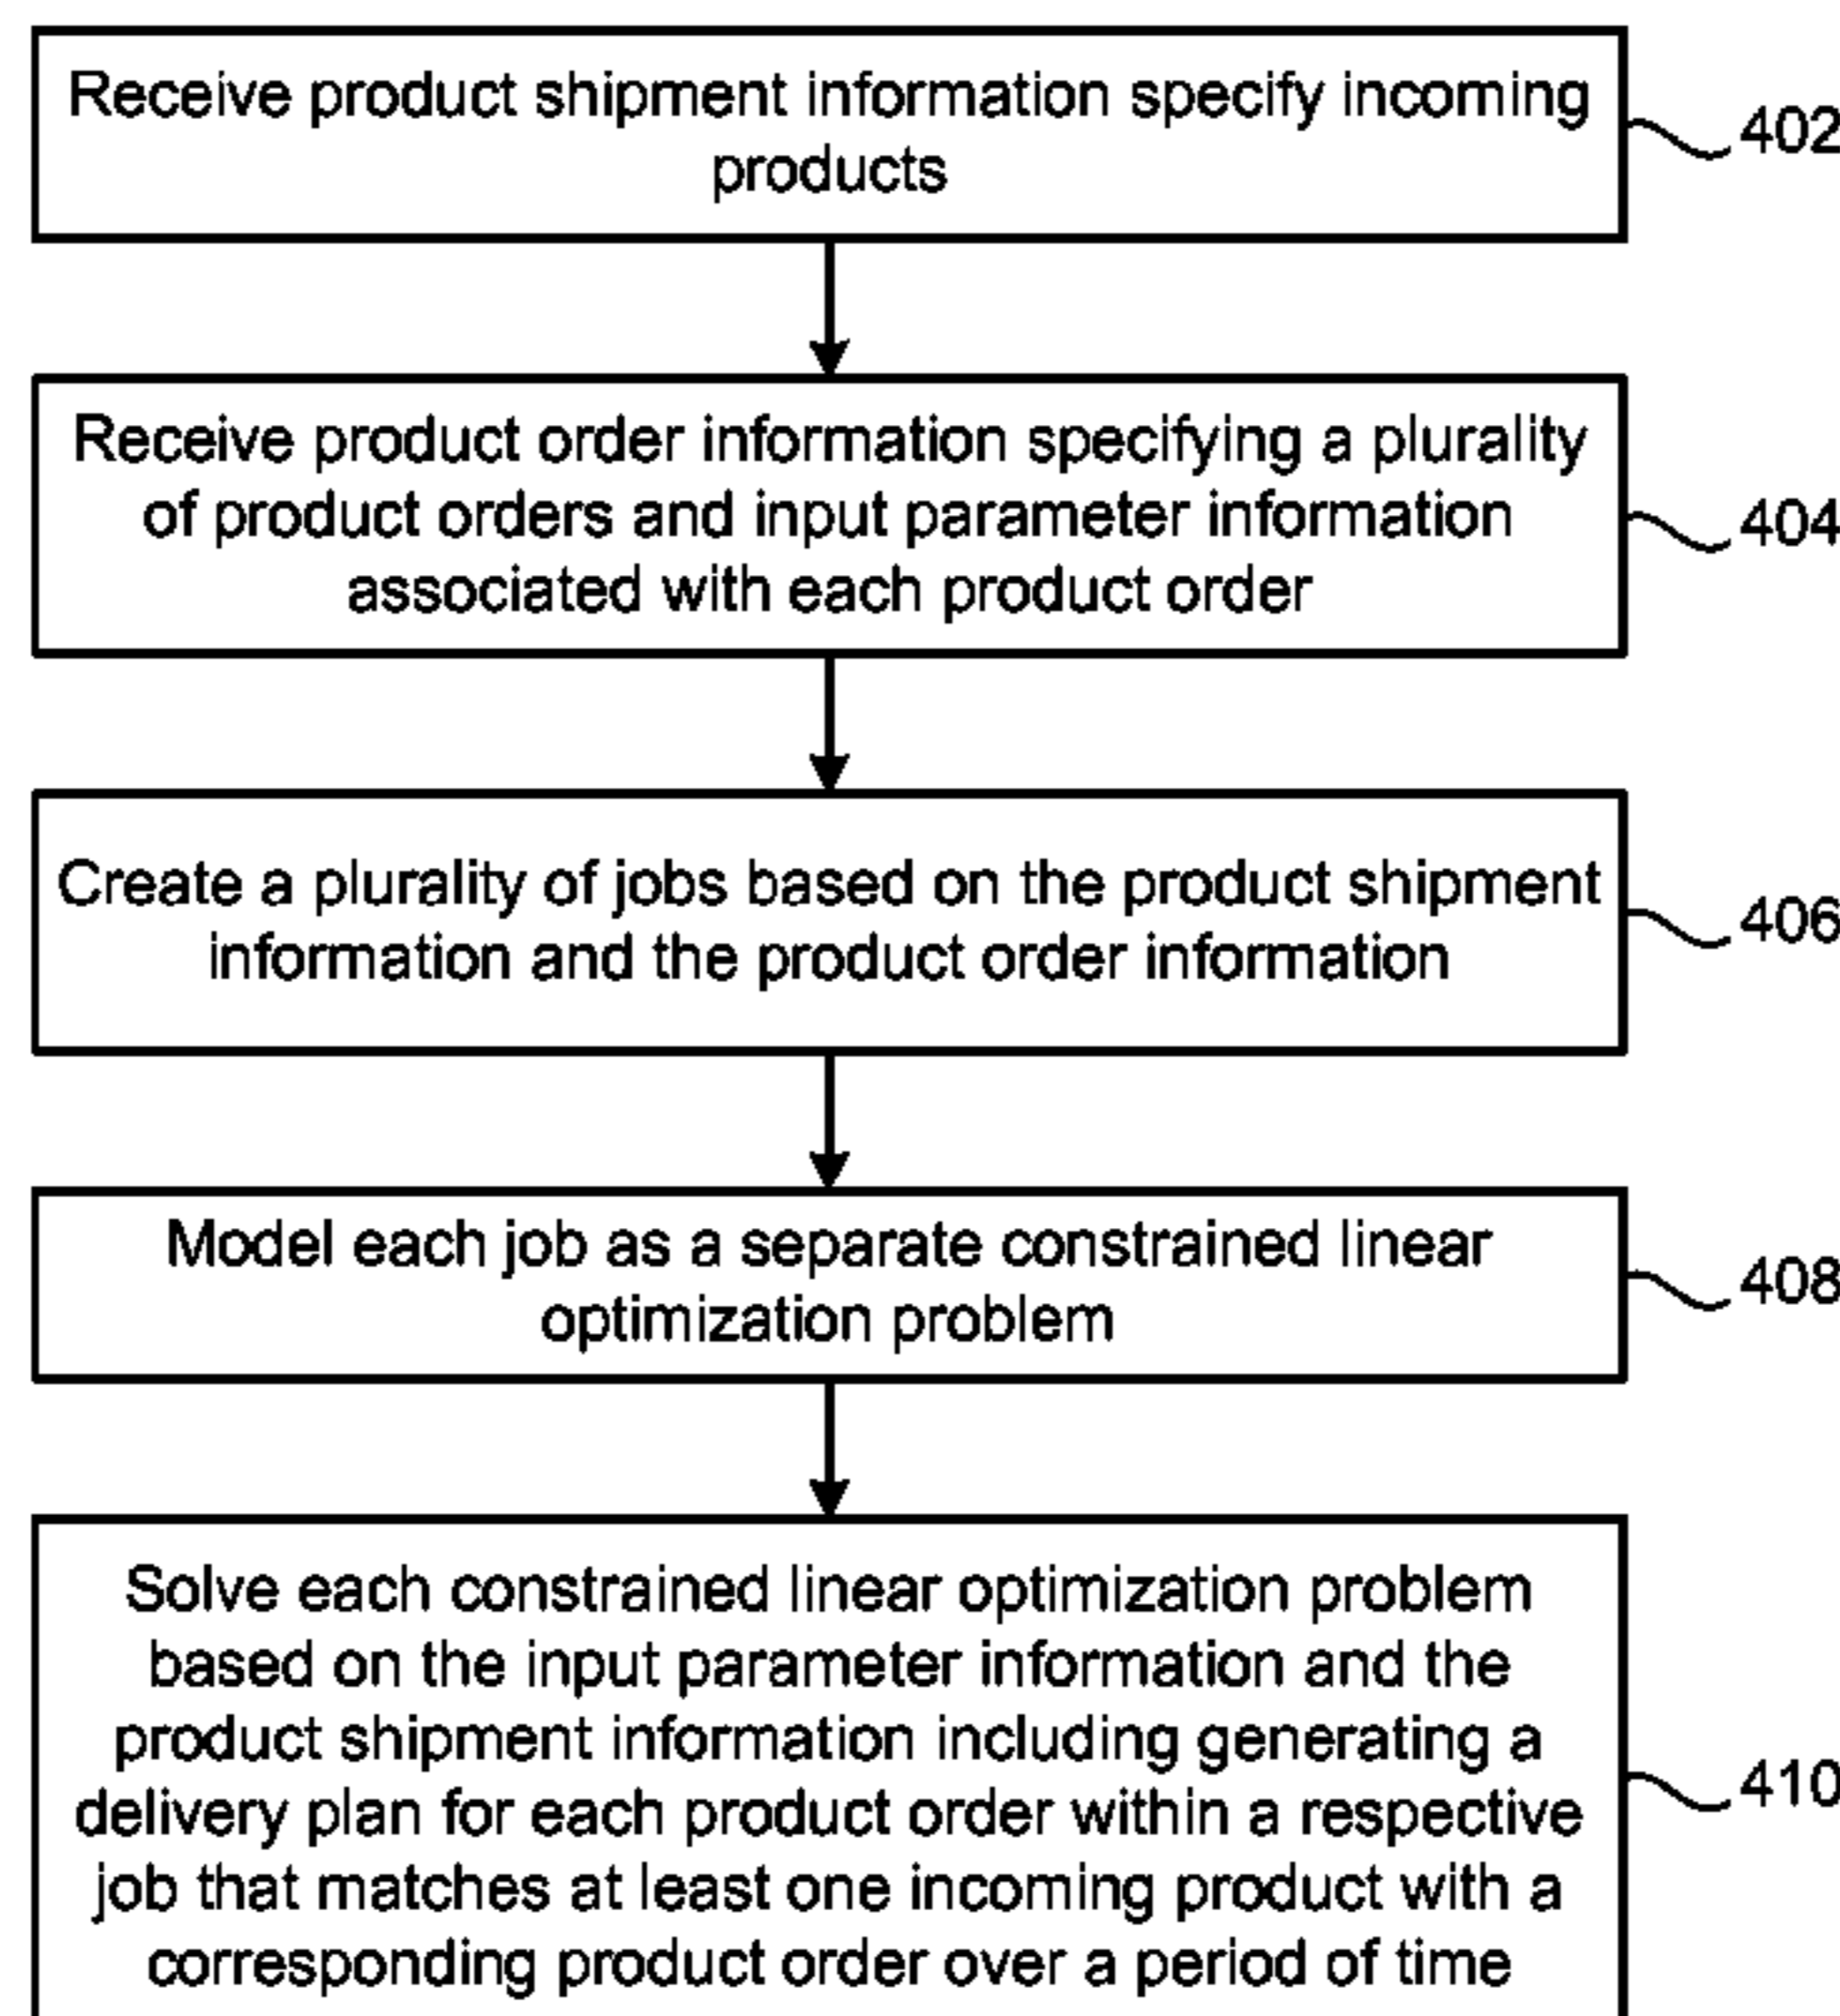 Receive product shipment information specify incoming
products
402
Receive product order information specifying a plurality
of product orders and input parameter information
associated with each product order
404
Create a plurality of jobs based on the product shipment
information and the product order information
406
Model each job as a separate constrained linear
optimization problem
408
Solve each constrained linear optimization problem
based on the input parameter information and the
product shipment information including generating a
delivery plan for each product order within a respective
job that matches at least one incoming product with a
corresponding product order over a period of time
410